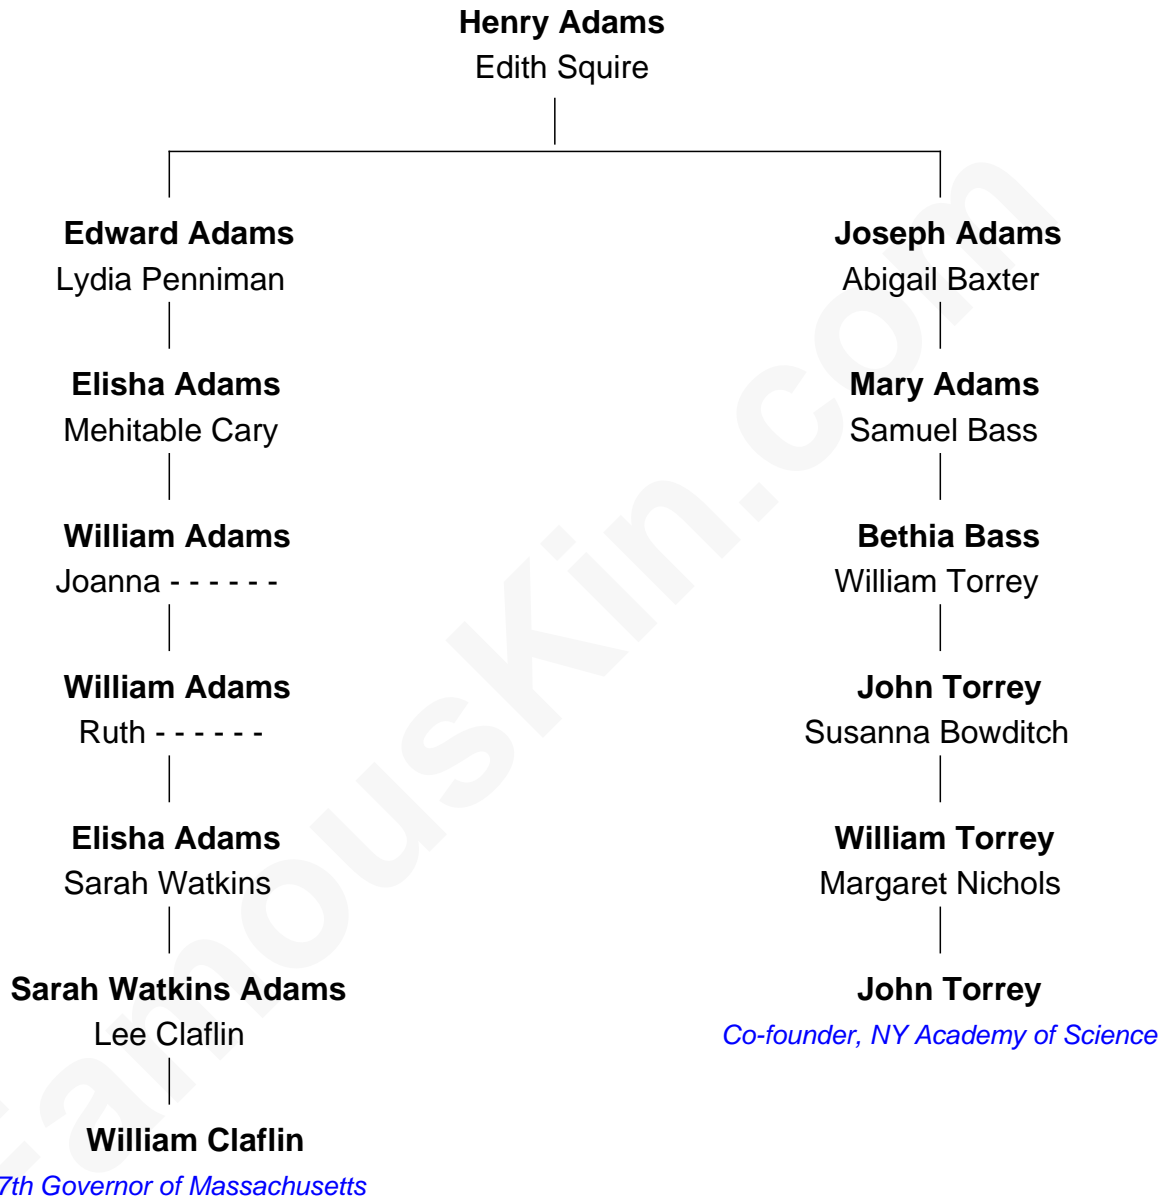 Henry Adams
Edith Squire
Edward Adams
Joseph Adams
Lydia Penniman
Abigail Baxter
Elisha Adams
Mary Adams
Mehitable Cary
Samuel Bass
William Adams
Bethia Bass
Joanna - - - - - -
William Torrey
William Adams
John Torrey
Ruth - - - - - -
Susanna Bowditch
Elisha Adams
William Torrey
Sarah Watkins
Margaret Nichols
Sarah Watkins Adams
John Torrey
Lee Claflin
Co-founder, NY Academy of Science
William Claflin
7th Governor of Massachusetts
FamousKin.com